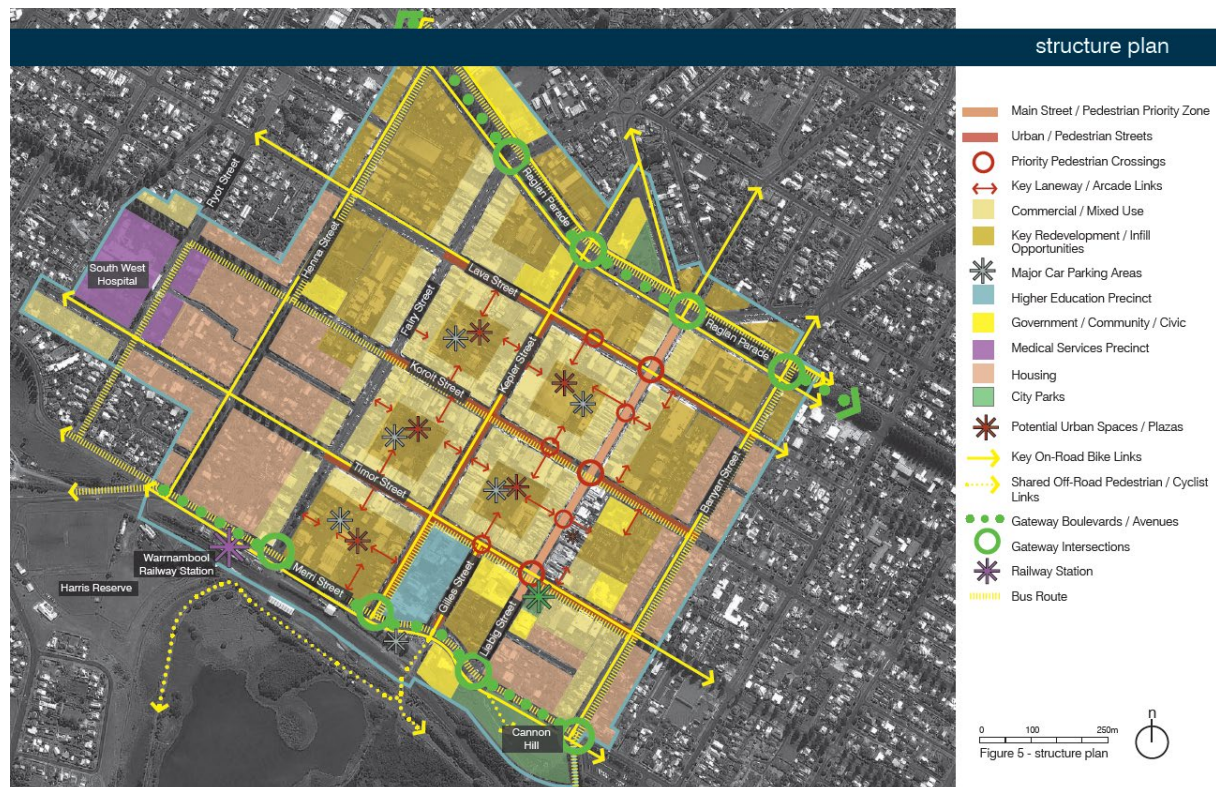 structure plan
Main Street / Pedestrian Priority Zone
Urban / Pedestrian Streets
Priority Pedestrian Crossings
Key Laneway / Arcade Links
Commercial / Mixed Use
Key Redevelopment / Infill
Opportunities
Major Car Parking Areas
Higher Education Precinct
Government / Community / Civic
Medical Services Precinct
Housing
City Parks
Potential Urban Spaces / Plazas
Key On-Road Bike Links
Shared Off-Road Pedestrian / Cyclist
Links
Gateway Boulevards / Avenues
Gateway Intersections
Railway Station
Bus Route
Ryot Street
Raglan Parade
Henna Street
South West
Hospital
Lava Street
Fairy Street
Raglan Parade
Kepler Street
Koroit Street
Banyan Street
Timor Street
Warrnambool
Railway Station
Merri Street
Harris Reserve
Gilles Street
Liebig Street
Cannon
Hill
n
0 100 250m
Figure 5 - structure plan